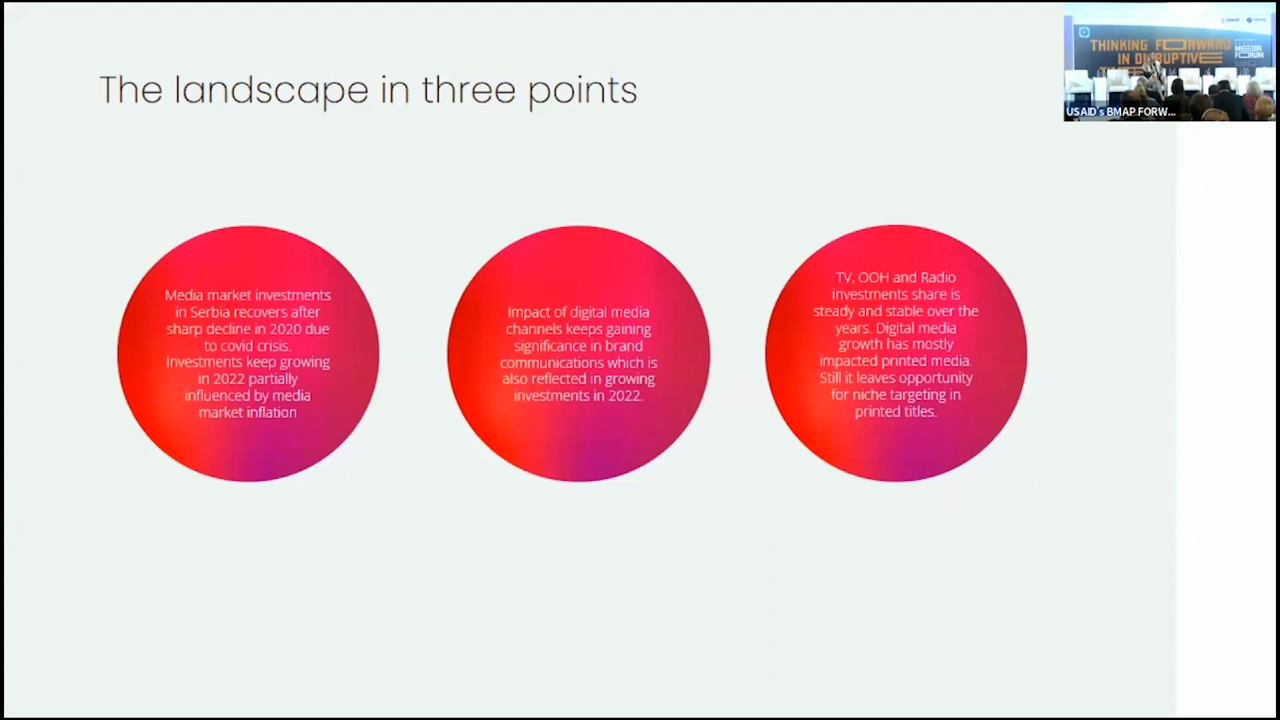 The landscape in three points
Media market investments
in Serbia recovers after
sharp decline in 2020 due
to covid crisis.
Investments keep growing
in 2022 partially
influenced by media
market inflation
Impact of digital media
channels keeps gaining
significance in brand
communications which is
also reflected in growing
investments in 2022.
TV, OOH and Radio
investments share is
steady and stable over the
years. Digital media
growth has mostly
impacted printed media.
Still it leaves opportunity
for niche targeting in
printed titles.
THINKING FORWARD
IN DISRUPTIVE
MEDIA
FORUM
USAID's BMAP FORW...